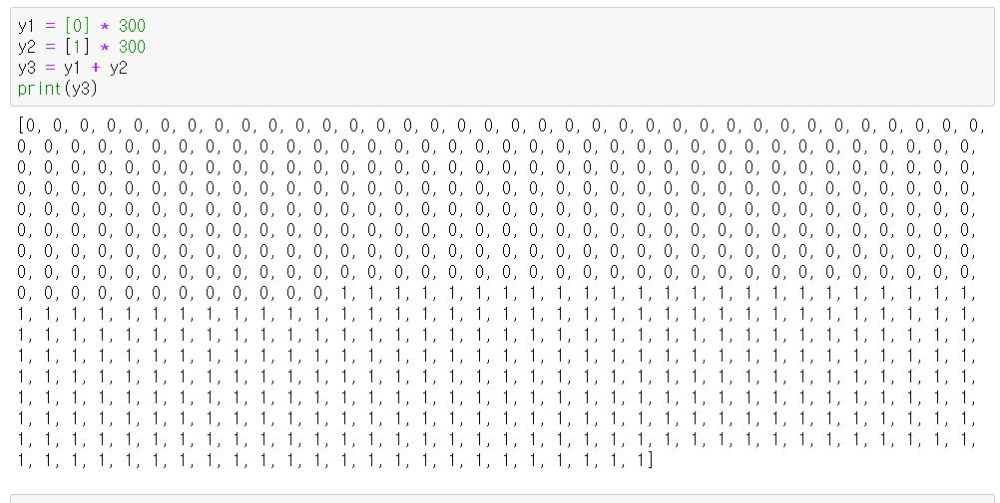 y1 = [0] * 300
y2 = [1] * 300
y3 = y1 + y2
print(y3)
[0, 0, 0, 0, 0, 0, 0, 0, 0, 0, 0, 0, 0, 0, 0, 0, 0, 0, 0, 0, 0, 0, 0, 0, 0, 0, 0, 0, 0, 0, 0, 0, 0, 0, 0, 0,
0, 0, 0, 0, 0, 0, 0, 0, 0, 0, 0, 0, 0, 0, 0, 0, 0, 0, 0, 0, 0, 0, 0, 0, 0, 0, 0, 0, 0, 0, 0, 0, 0, 0, 0, 0,
0, 0, 0, 0, 0, 0, 0, 0, 0, 0, 0, 0, 0, 0, 0, 0, 0, 0, 0, 0, 0, 0, 0, 0, 0, 0, 0, 0, 0, 0, 0, 0, 0, 0, 0, 0,
0, 0, 0, 0, 0, 0, 0, 0, 0, 0, 0, 0, 0, 0, 0, 0, 0, 0, 0, 0, 0, 0, 0, 0, 0, 0, 0, 0, 0, 0, 0, 0, 0, 0, 0, 0,
0, 0, 0, 0, 0, 0, 0, 0, 0, 0, 0, 0, 0, 0, 0, 0, 0, 0, 0, 0, 0, 0, 0, 0, 0, 0, 0, 0, 0, 0, 0, 0, 0, 0, 0, 0,
0, 0, 0, 0, 0, 0, 0, 0, 0, 0, 0, 0, 0, 0, 0, 0, 0, 0, 0, 0, 0, 0, 0, 0, 0, 0, 0, 0, 0, 0, 0, 0, 0, 0, 0, 0,
0, 0, 0, 0, 0, 0, 0, 0, 0, 0, 0, 0, 0, 0, 0, 0, 0, 0, 0, 0, 0, 0, 0, 0, 0, 0, 0, 0, 0, 0, 0, 0, 0, 0, 0, 0,
0, 0, 0, 0, 0, 0, 0, 0, 0, 0, 0, 0, 0, 0, 0, 0, 0, 0, 0, 0, 0, 0, 0, 0, 0, 0, 0, 0, 0, 0, 0, 0, 0, 0, 0, 0,
0, 0, 0, 0, 0, 0, 0, 0, 0, 0, 0, 0, 1, 1, 1, 1, 1, 1, 1, 1, 1, 1, 1, 1, 1, 1, 1, 1, 1, 1, 1, 1, 1, 1, 1, 1,
1, 1, 1, 1, 1, 1, 1, 1, 1, 1, 1, 1, 1, 1, 1, 1, 1, 1, 1, 1, 1, 1, 1, 1, 1, 1, 1, 1, 1, 1, 1, 1, 1, 1, 1, 1,
1, 1, 1, 1, 1, 1, 1, 1, 1, 1, 1, 1, 1, 1, 1, 1, 1, 1, 1, 1, 1, 1, 1, 1, 1, 1, 1, 1, 1, 1, 1, 1, 1, 1, 1, 1,
1, 1, 1, 1, 1, 1, 1, 1, 1, 1, 1, 1, 1, 1, 1, 1, 1, 1, 1, 1, 1, 1, 1, 1, 1, 1, 1, 1, 1, 1, 1, 1, 1, 1, 1, 1,
1, 1, 1, 1, 1, 1, 1, 1, 1, 1, 1, 1, 1, 1, 1, 1, 1, 1, 1, 1, 1, 1, 1, 1, 1, 1, 1, 1, 1, 1, 1, 1, 1, 1, 1, 1,
1, 1, 1, 1, 1, 1, 1, 1, 1, 1, 1, 1, 1, 1, 1, 1, 1, 1, 1, 1, 1, 1, 1, 1, 1, 1, 1, 1, 1, 1, 1, 1, 1, 1, 1, 1,
1, 1, 1, 1, 1, 1, 1, 1, 1, 1, 1, 1, 1, 1, 1, 1, 1, 1, 1, 1, 1, 1, 1, 1, 1, 1, 1, 1, 1, 1, 1, 1, 1, 1, 1, 1,
1, 1, 1, 1, 1, 1, 1, 1, 1, 1, 1, 1, 1, 1, 1, 1, 1, 1, 1, 1, 1, 1, 1, 1, 1, 1, 1, 1, 1, 1, 1, 1, 1, 1, 1, 1,
1, 1, 1, 1, 1, 1, 1, 1, 1, 1, 1, 1, 1, 1, 1, 1, 1, 1, 1, 1, 1, 1, 1, 1]